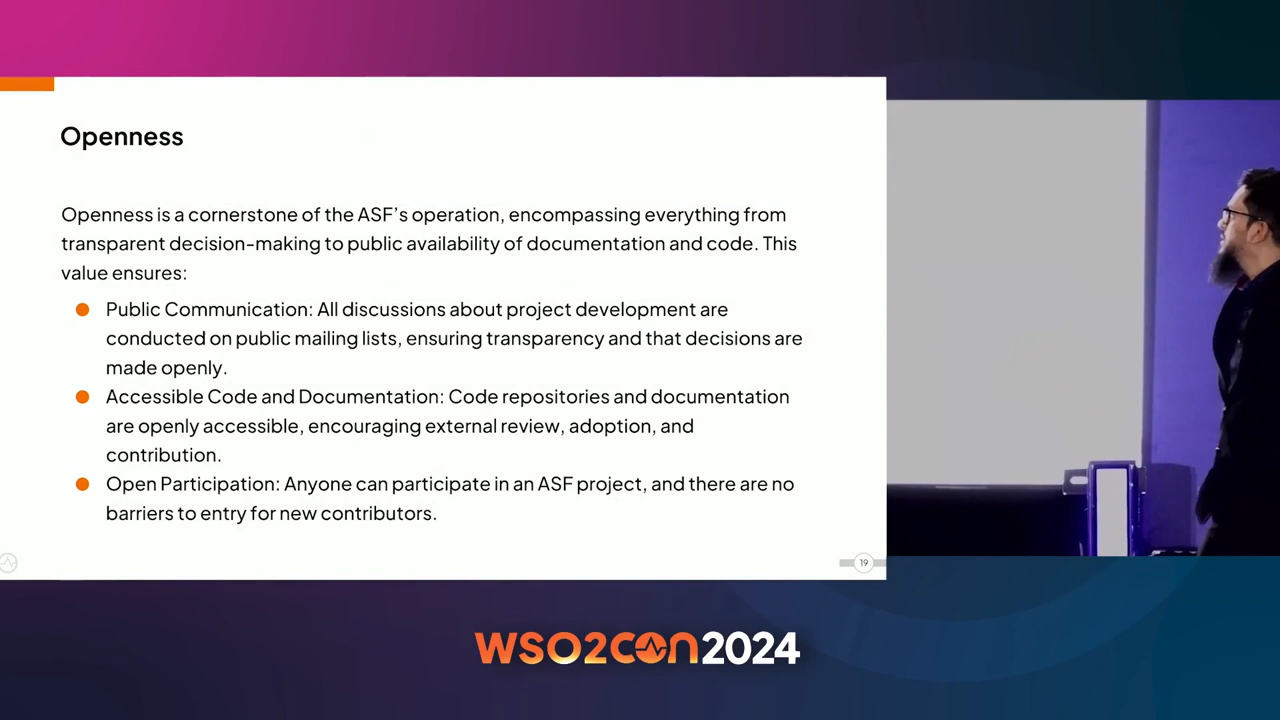 Openness
Openness is a cornerstone of the ASF’s operation, encompassing everything from
transparent decision-making to public availability of documentation and code. This
value ensures:
Public Communication: All discussions about project development are
conducted on public mailing lists, ensuring transparency and that decisions are
made openly.
Accessible Code and Documentation: Code repositories and documentation
are openly accessible, encouraging external review, adoption, and
contribution.
Open Participation: Anyone can participate in an ASF project, and there are no
barriers to entry for new contributors.
19
WSO2CON2024